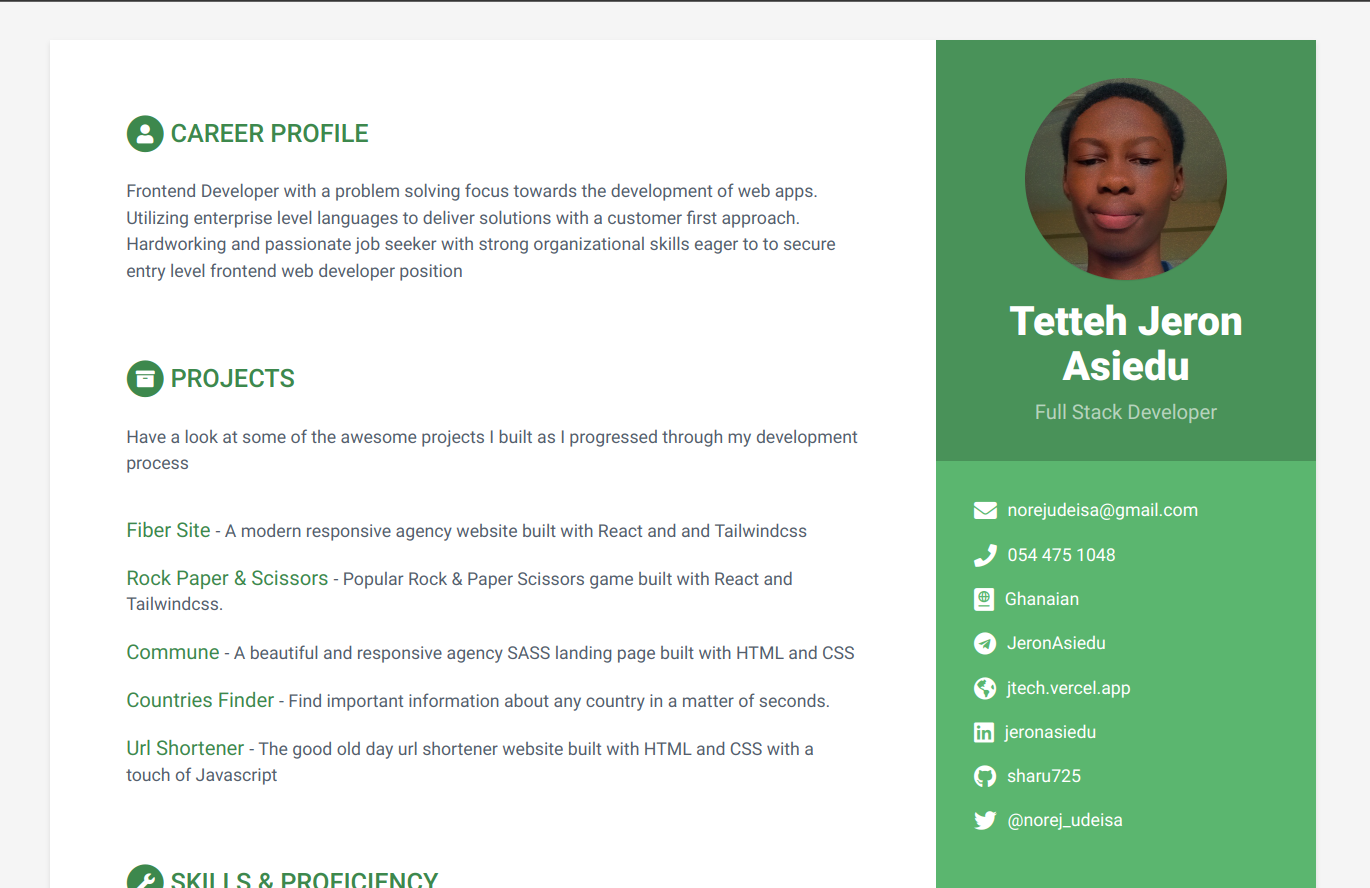 CAREER PROFILE
Frontend Developer with a problem solving focus towards the development of web apps.
Utilizing enterprise level languages to deliver solutions with a customer first approach.
Hardworking and passionate job seeker with strong organizational skills eager to to secure
entry level frontend web developer position
PROJECTS
Have a look at some of the awesome projects I built as I progressed through my development
process
Fiber Site - A modern responsive agency website built with React and and Tailwindcss
Rock Paper & Scissors - Popular Rock & Paper Scissors game built with React and
Tailwindcss.
Commune - A beautiful and responsive agency SASS landing page built with HTML and CSS
Countries Finder - Find important information about any country in a matter of seconds.
Url Shortener - The good old day url shortener website built with HTML and CSS with a
touch of Javascript
SKILLS & PROFICIENCY
Tetteh Jeron
Asiedu
Full Stack Developer
norejudeisa@gmail.com
054 475 1048
Ghanaian
JeronAsiedu
jtech.vercel.app
jeronasiedu
sharu725
@norej_udeisa